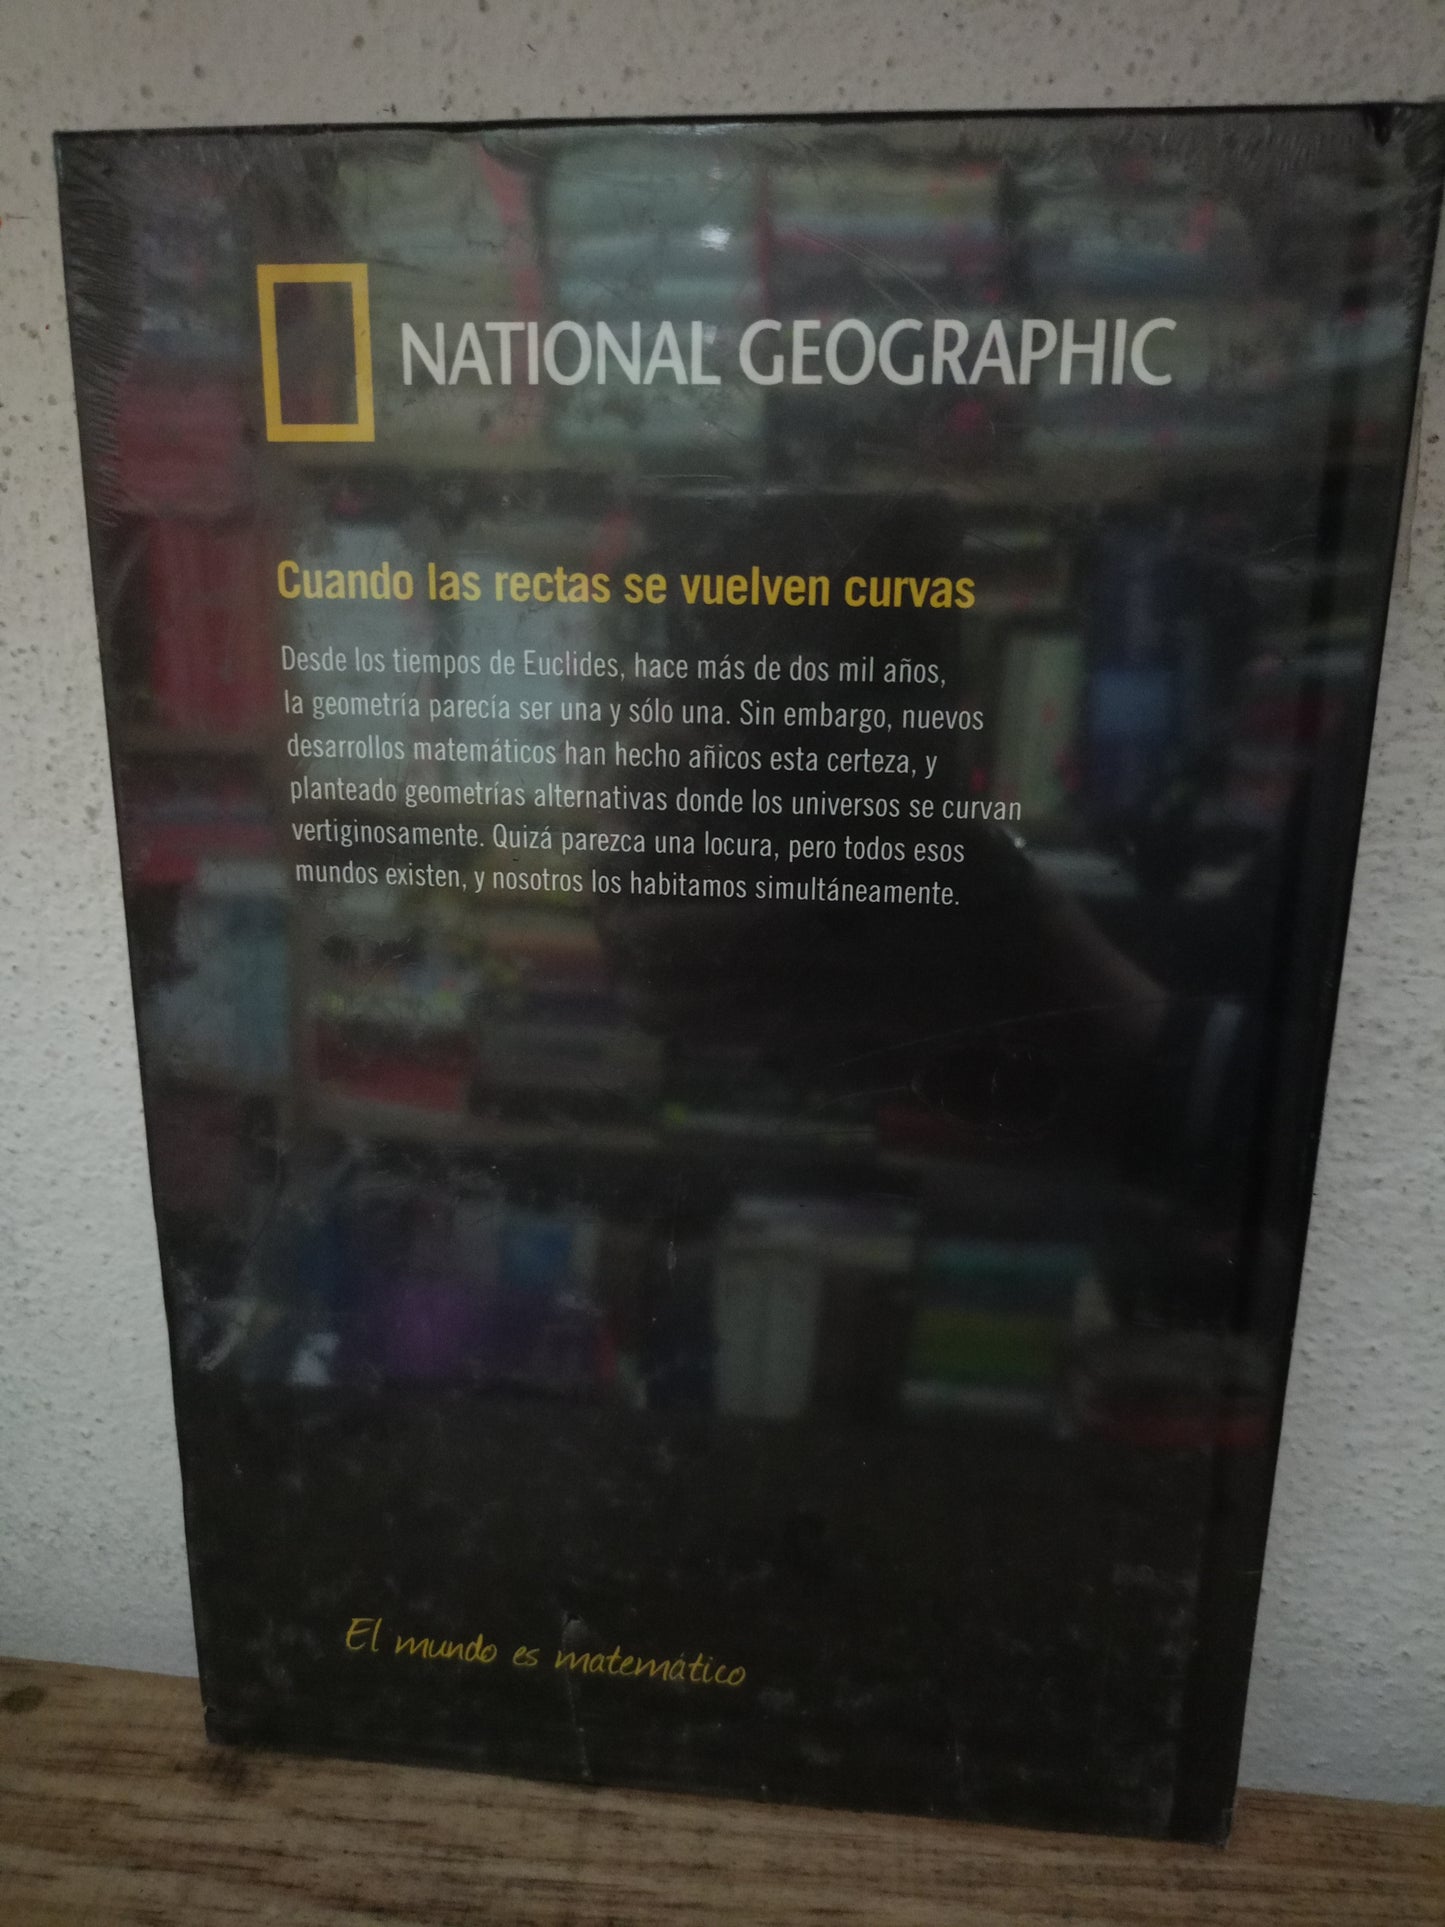 NATIONAL GEOGRAPHIC
Cuando las rectas se vuelven curvas
Desde los tiempos de Euclides, hace más de dos mil años,
la geometría parecía ser una y sólo una. Sin embargo, nuevos
desarrollos matemáticos han hecho añicos esta certeza, y
planteado geometrías alternativas donde los universos se curvan
vertiginosamente. Quizá parezca una locura, pero todos esos
mundos existen, y nosotros los habitamos simultáneamente.
El mundo es matemático